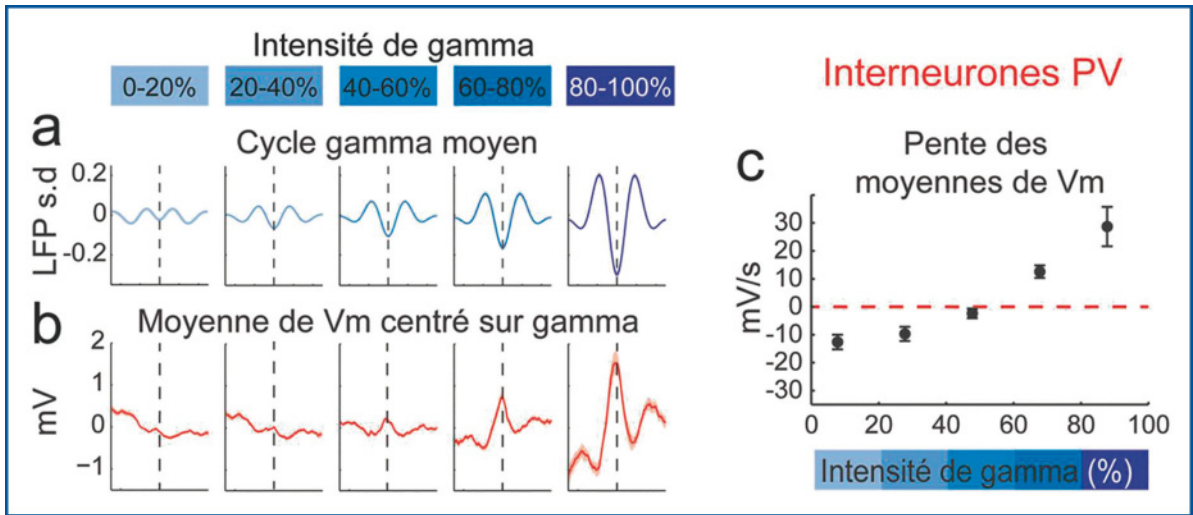 Intensité de gamma
0-20% 20-40% 40-60% 60-80% 80-100%
Interneurones PV
a
Cycle gamma moyen
LFP s.d
0.2
0
-0.2
b
Moyenne de Vm centré sur gamma
mV
2
1
0
−1
c
Pente des
moyennes de Vm
mV/s
30
20
10
0
-10
-20
-30
0 20 40 60 80 100
Intensité de gamma (%)